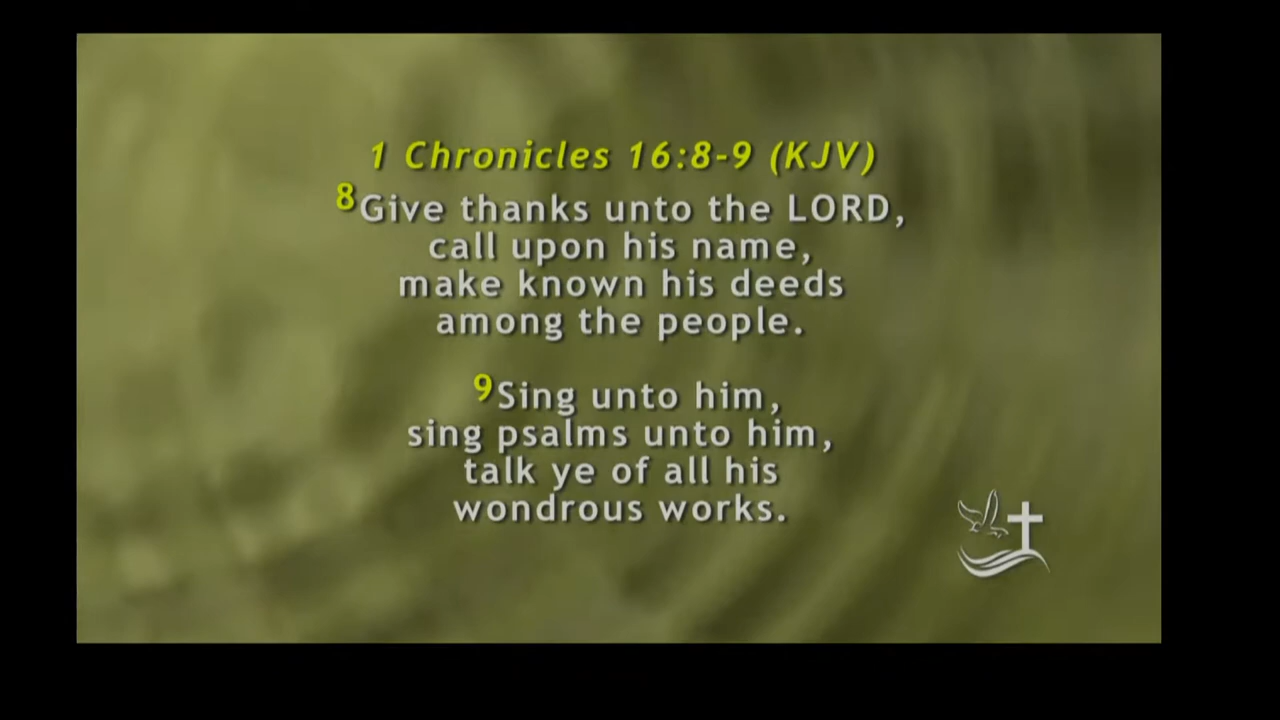 1 Chronicles 16:8-9 (KJV)
8Give thanks unto the LORD,
call upon his name,
make known his deeds
among the people.
9Sing unto him,
sing psalms unto him,
talk ye of all his
wondrous works.